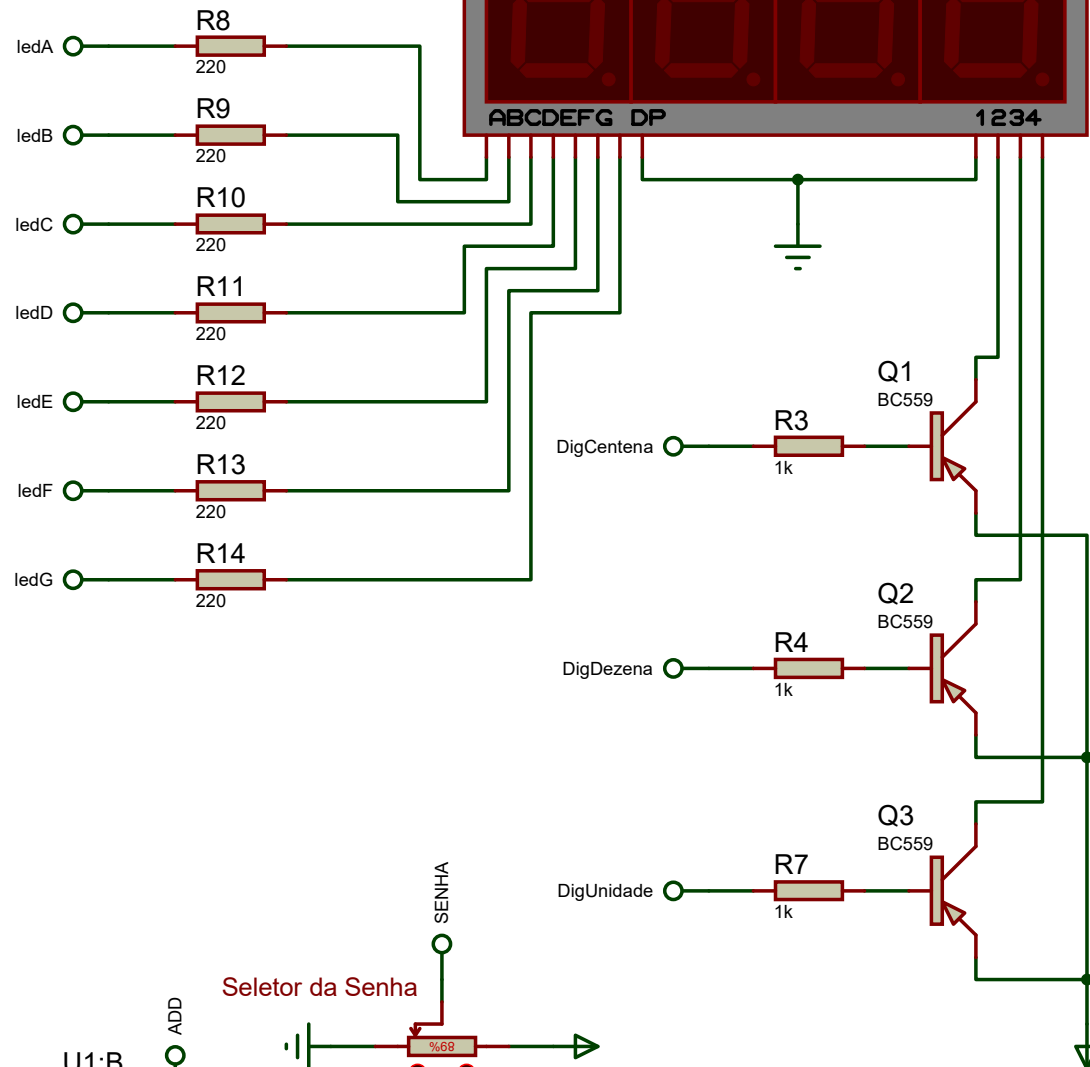 R8
ledA
220
ABCDEFG DP
1234
R9
ledB
220
R10
ledC
220
R11
ledD
220
R12
ledE
220
Q1
BC559
R3
DigCentena
1k
R13
ledF
220
R14
ledG
220
Q2
BC559
R4
DigDezena
1k
Q3
BC559
R7
DigUnidade
1k
SENHA
Seletor da Senha
ADD
U1:B
%68